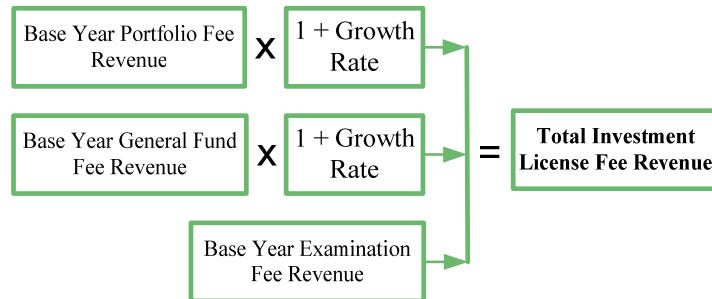 Base Year Portfolio Fee
Revenue
x
1 + Growth
Rate
Base Year General Fund
Fee Revenue
x
1 + Growth
Rate
=
Total Investment
License Fee Revenue
Base Year Examination
Fee Revenue